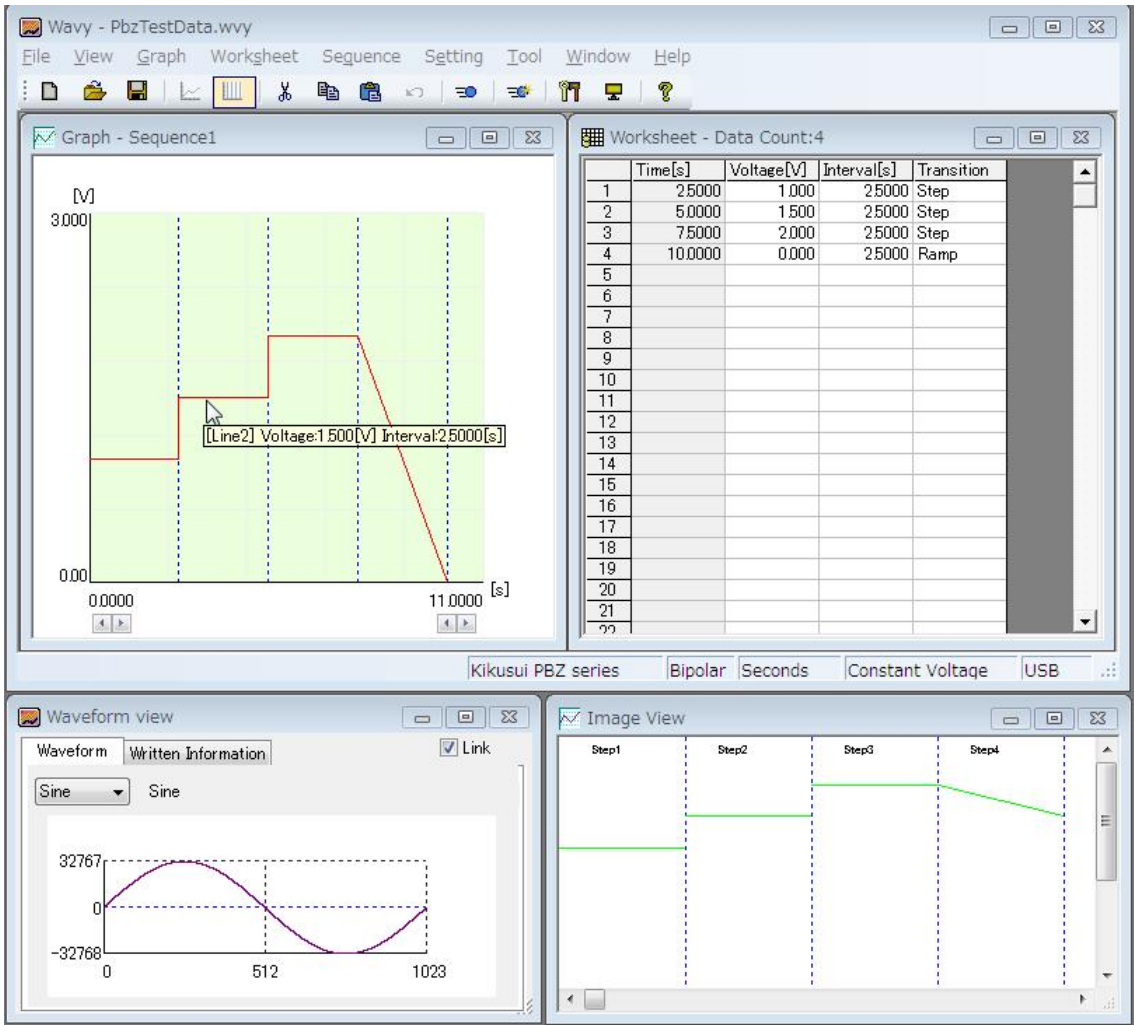 Wavy - PbzTestData.wvy
File View Graph Worksheet Sequence Setting Tool Window Help
Graph - Sequence1
[V]
3.000
[Line2] Voltage:1.500[V] Interval:2.5000[s]
0.00
0.0000 11.0000 [s]
Worksheet - Data Count:4
Time[s] Voltage[V] Interval[s] Transition
1 2.5000 1.000 2.5000 Step
2 5.0000 1.500 2.5000 Step
3 7.5000 2.000 2.5000 Step
4 10.0000 0.000 2.5000 Ramp
5
6
7
8
9
10
11
12
13
14
15
16
17
18
19
20
21
22
Kikusui PBZ series Bipolar Seconds Constant Voltage USB
Waveform view
Waveform Written Information Link
Sine Sine
32767
0
-32768
0 512 1023
Image View
Step1 Step2 Step3 Step4